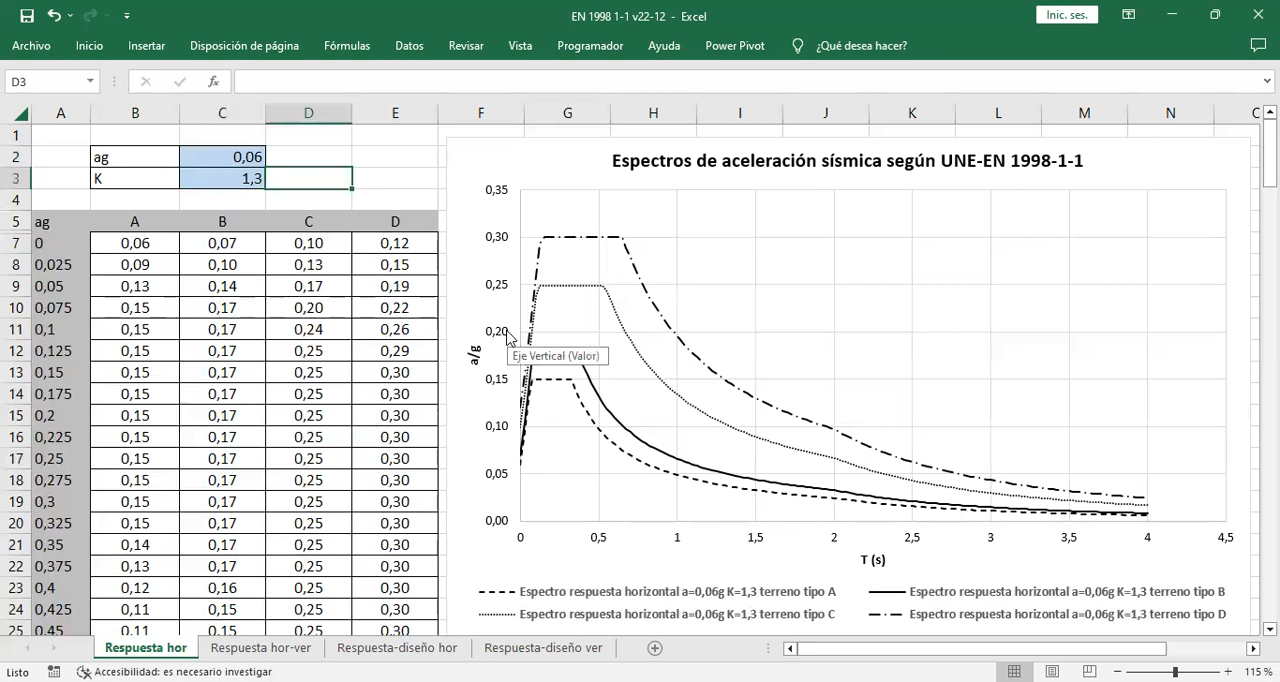 EN 1998 1-1 v22-12 - Excel
Inic. ses.
Archivo Inicio Insertar Disposición de página Fórmulas Datos Revisar Vista Programador Ayuda Power Pivot ¿Qué desea hacer?
D3 fx
A B C D E F G H I J K L M N
1
2 ag 0,06
3 K 1,3
4
5 ag A B C D
7 0 0,06 0,07 0,10 0,12
8 0,025 0,09 0,10 0,13 0,15
9 0,05 0,13 0,14 0,17 0,19
10 0,075 0,15 0,17 0,20 0,22
11 0,1 0,15 0,17 0,24 0,26
12 0,125 0,15 0,17 0,25 0,29
13 0,15 0,15 0,17 0,25 0,30
14 0,175 0,15 0,17 0,25 0,30
15 0,2 0,15 0,17 0,25 0,30
16 0,225 0,15 0,17 0,25 0,30
17 0,25 0,15 0,17 0,25 0,30
18 0,275 0,15 0,17 0,25 0,30
19 0,3 0,15 0,17 0,25 0,30
20 0,325 0,15 0,17 0,25 0,30
21 0,35 0,14 0,17 0,25 0,30
22 0,375 0,13 0,17 0,25 0,30
23 0,4 0,12 0,16 0,25 0,30
24 0,425 0,11 0,15 0,25 0,30
25 0,45 0,11 0,15 0,25 0,30
Espectros de aceleración sísmica según UNE-EN 1998-1-1
0,35
0,30
0,25
0,20
Eje Vertical (Valor)
a/g
0,15
0,10
0,05
0,00
0 0,5 1 1,5 2 2,5 3 3,5 4 4,5
T (s)
Espectro respuesta horizontal a=0,06g K=1,3 terreno tipo A
Espectro respuesta horizontal a=0,06g K=1,3 terreno tipo B
Espectro respuesta horizontal a=0,06g K=1,3 terreno tipo C
Espectro respuesta horizontal a=0,06g K=1,3 terreno tipo D
Respuesta hor Respuesta hor-ver Respuesta-diseño hor Respuesta-diseño ver
Listo Accesibilidad: es necesario investigar 115 %